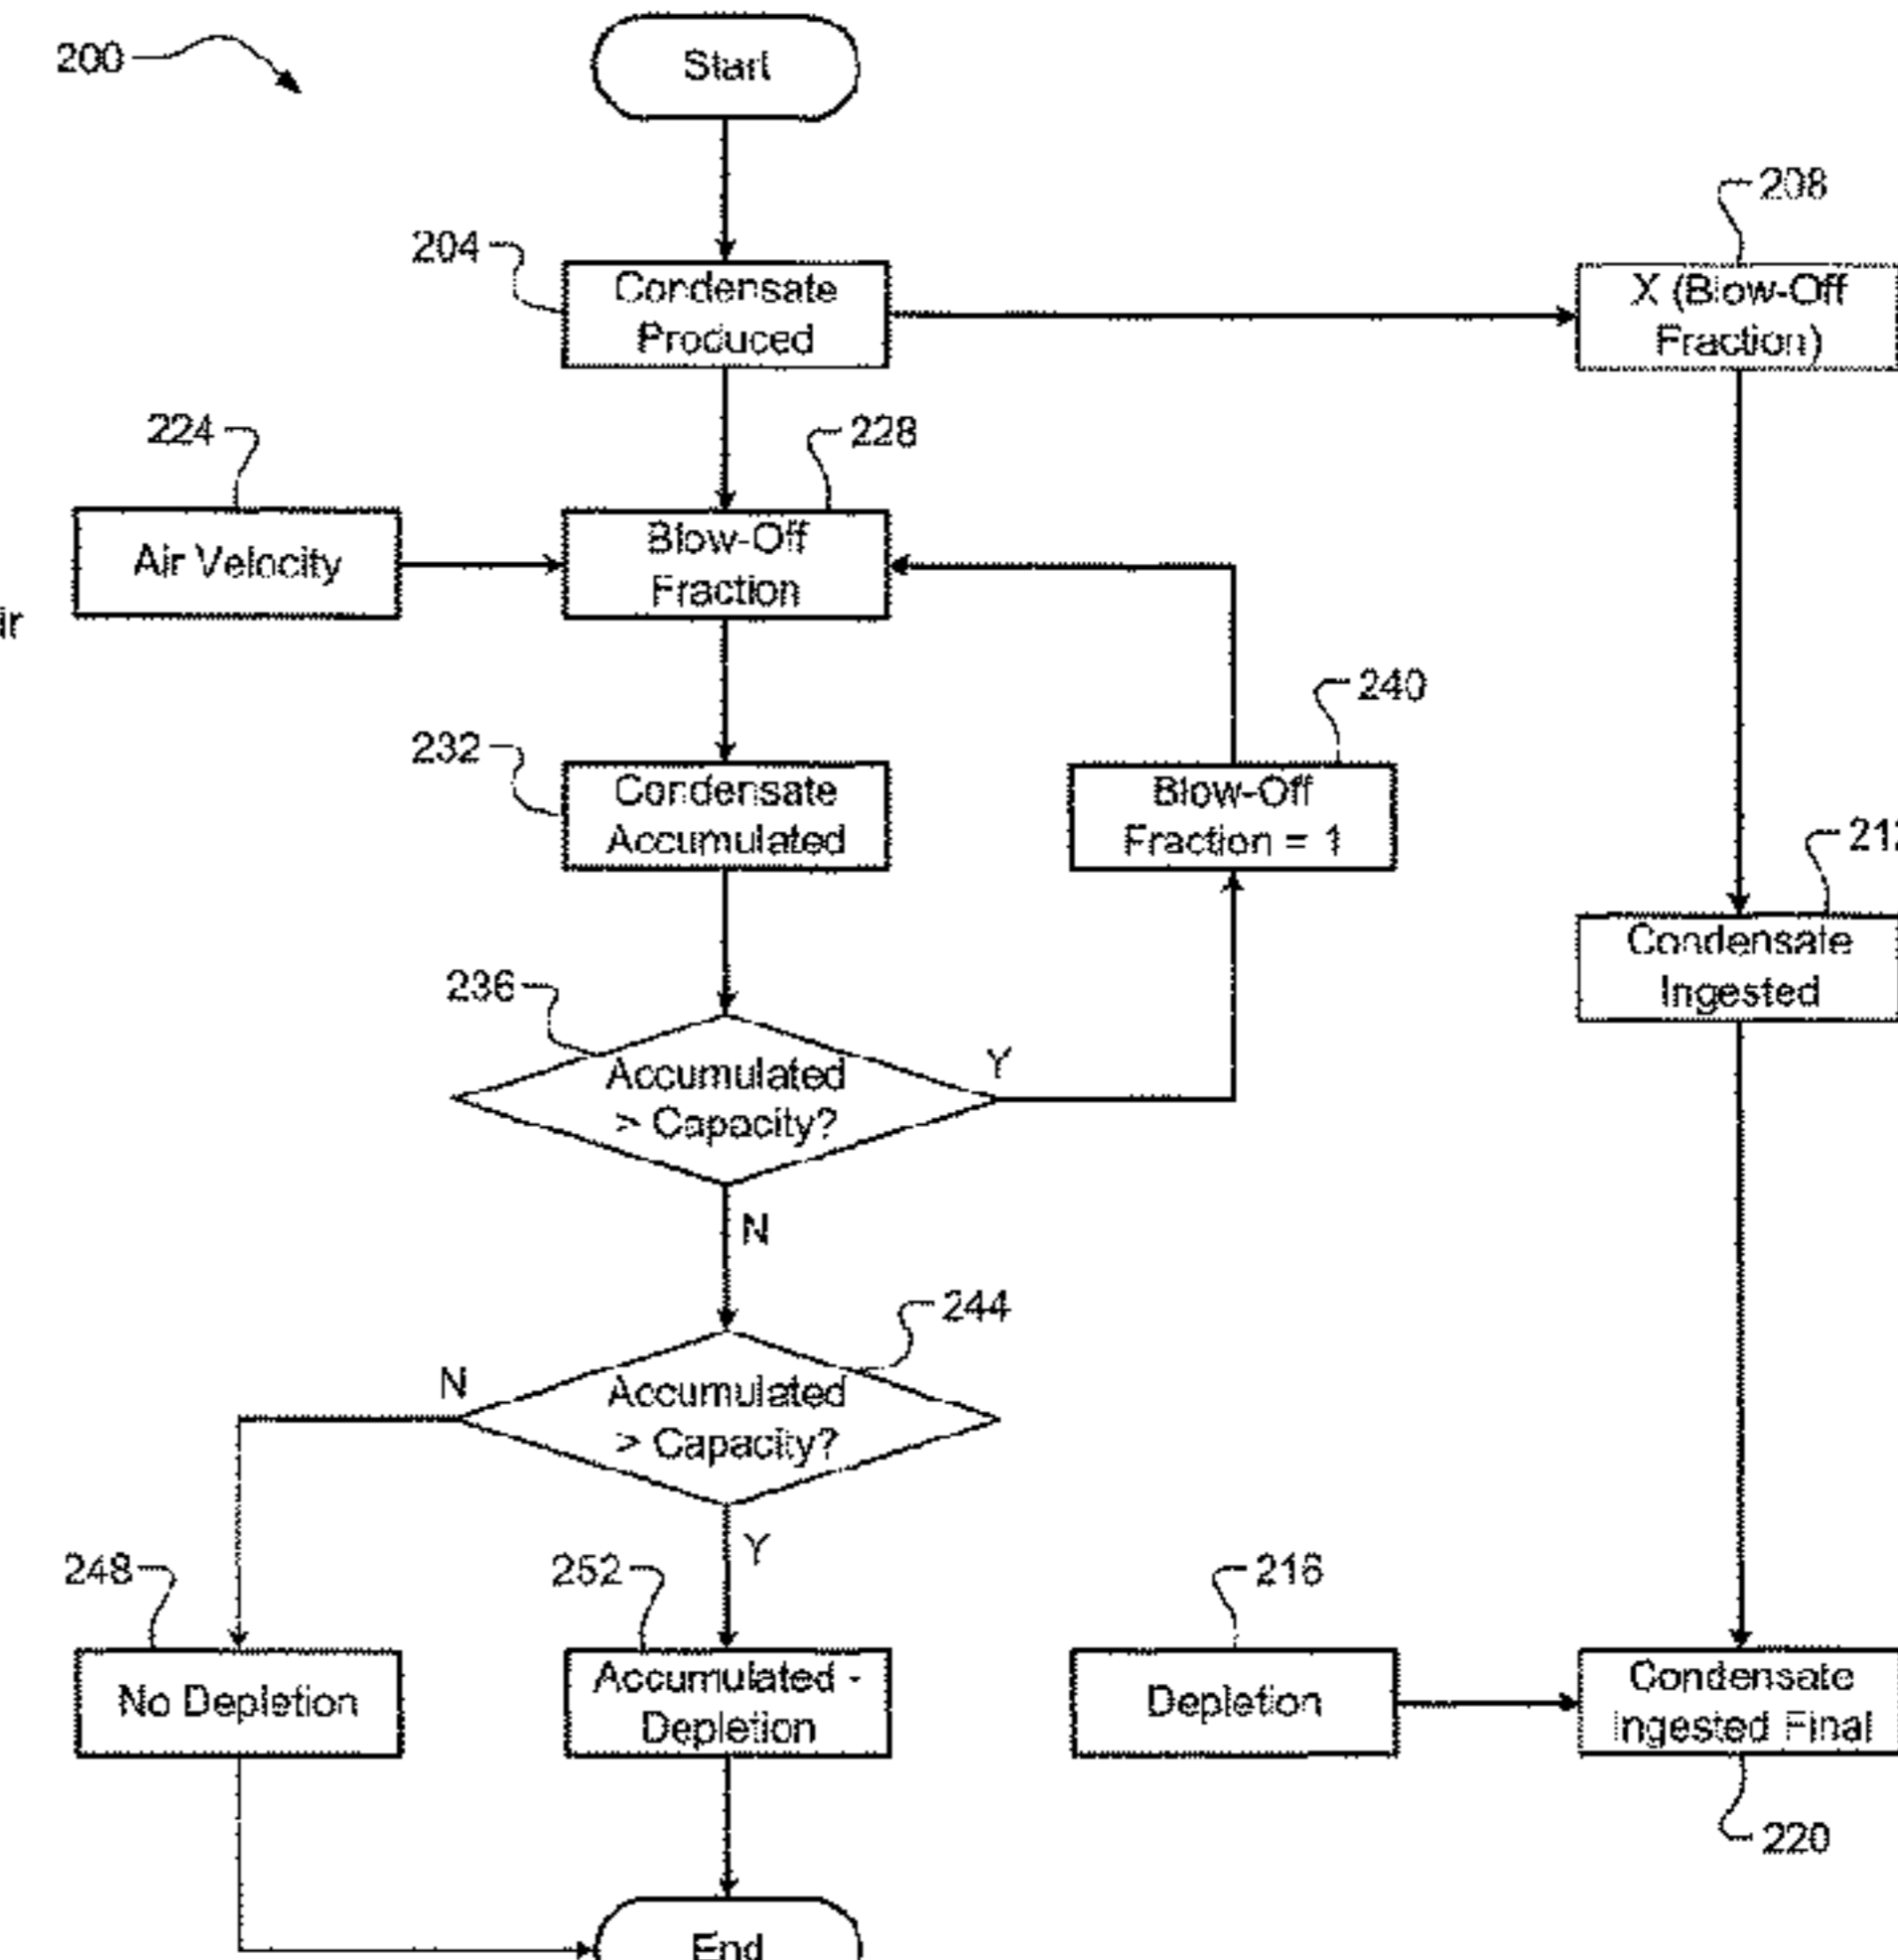 200
Start
208
204
Condensate
Produced
X (Blow-Off
Fraction)
224
228
Air Velocity
Blow-Off
Fraction
ir
240
232
Condensate
Accumulated
Blow-Off
Fraction = 1
212
Condensate
Ingested
236
Accumulated
> Capacity?
Y
N
244
N
Accumulated
> Capacity?
Y
248
252
216
No Depletion
Accumulated -
Depletion
Depletion
Condensate
Ingested Final
220
End